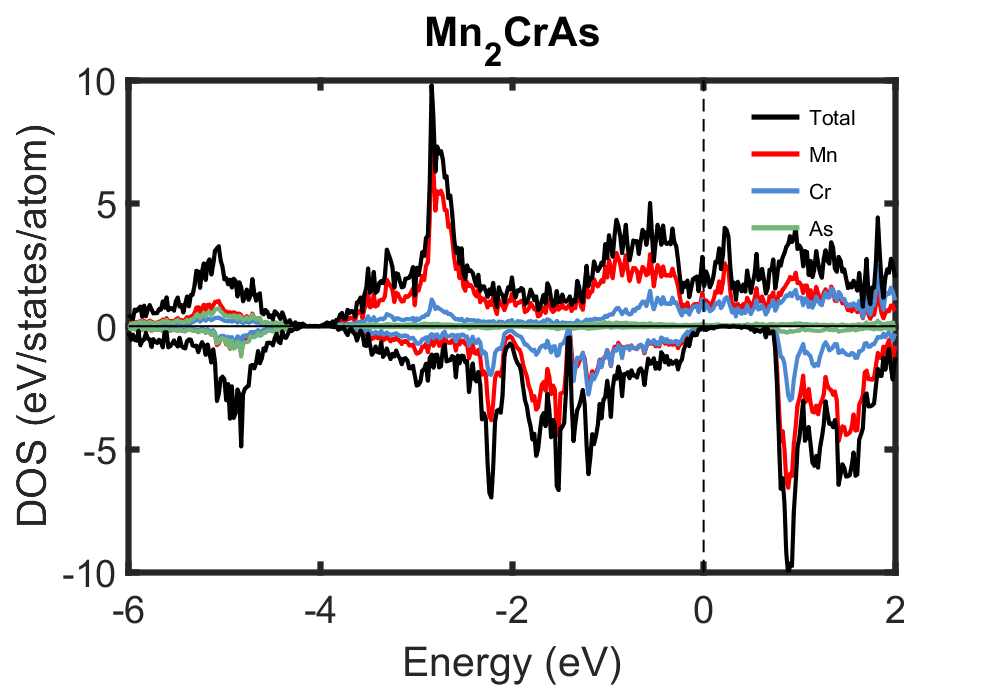 Mn₂CrAs
DOS (eV/states/atom)
10
5
0
-5
-10
Total
Mn
Cr
As
-6
-4
-2
0
2
Energy (eV)